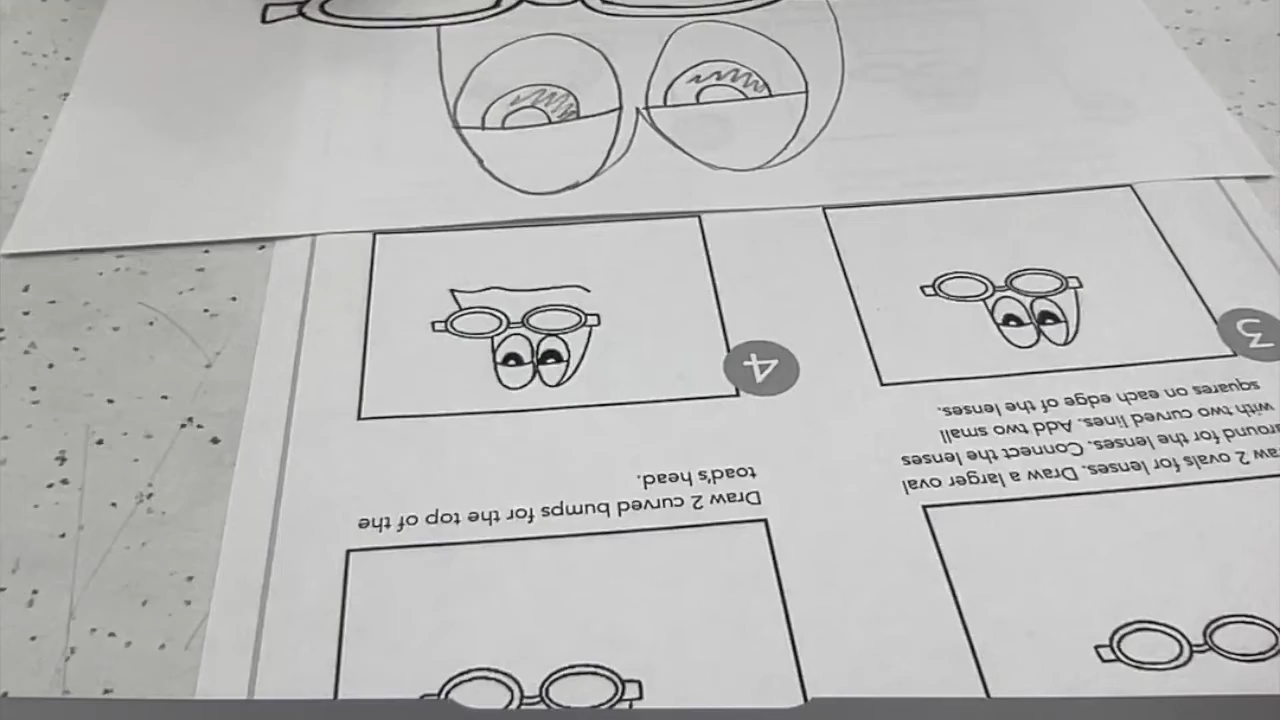 aw 2 ovals for lenses. Draw a larger oval
round for the lenses. Connect the lenses
with two curved lines. Add two small
squares on each edge of the lenses.
3
Draw 2 curved bumps for the top of the
toad's head.
4